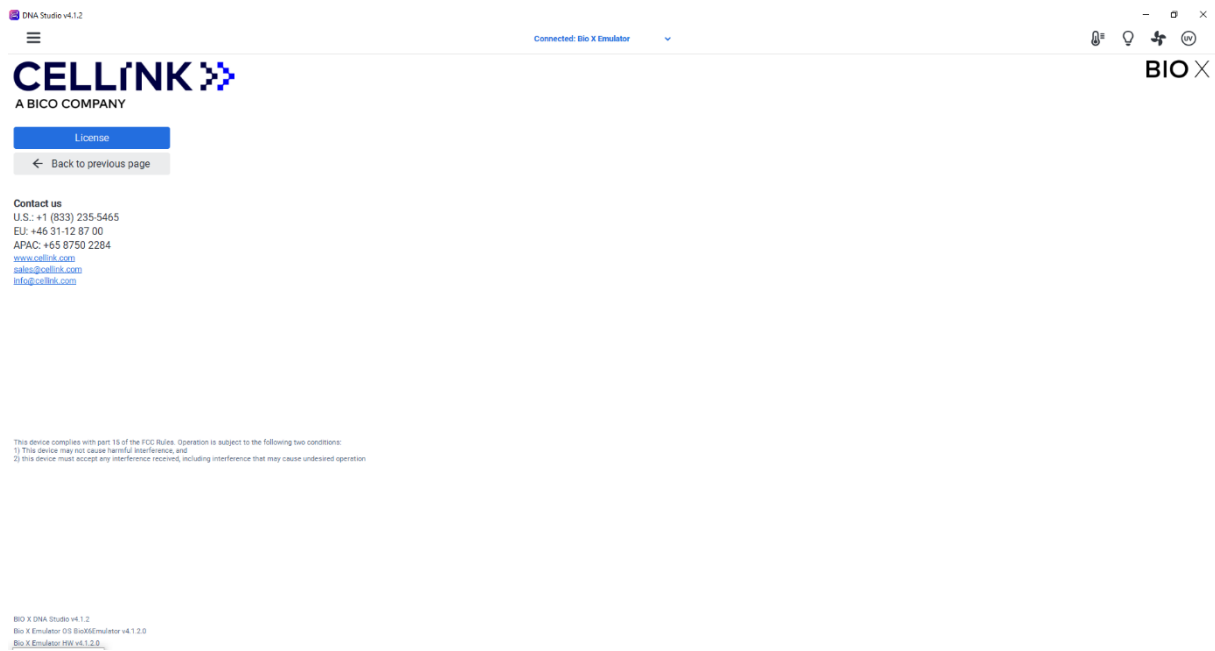 DNA Studio v4.1.2
Connected: Bio X Emulator
UV
CELLINK
A BICO COMPANY
BIO X
License
Back to previous page
Contact us
U.S.: +1 (833) 235-5465
EU: +46 31-12 87 00
APAC: +65 8750 2284
www.cellink.com
sales@cellink.com
info@cellink.com
This device complies with part 15 of the FCC Rules. Operation is subject to the following two conditions:
1) This device may not cause harmful interference, and
2) this device must accept any interference received, including interference that may cause undesired operation
BIO X DNA Studio v4.1.2
Bio X Emulator OS BioX6Emulator v4.1.2.0
Bio X Emulator HW v4.1.2.0